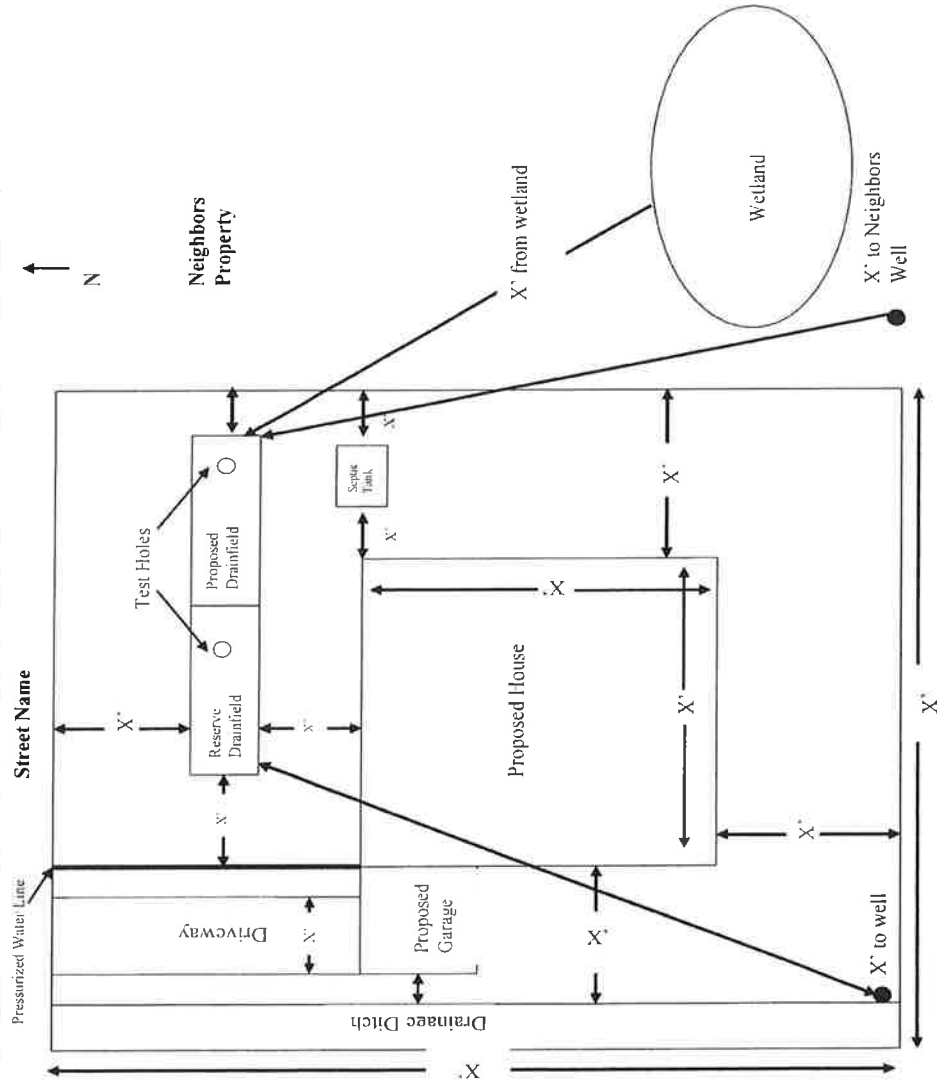 Street Name
Pressurized Water Line
N
Neighbors
Property
Test Holes
X'
Reserve
Drainfield
Proposed
Drainfield
X'
X'
X'
Septic
Tank
X'
Driveway
X'
Proposed
Garage
X'
Proposed House
X'
X'
X'
X'
X' from wetland
Wetland
X' to Neighbors
Well
X' to well
Drainage Ditch
X'
X'